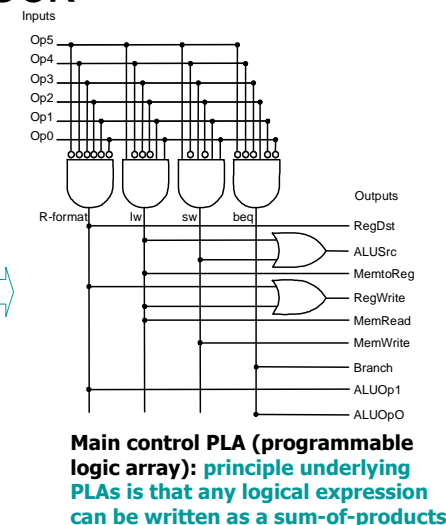 Inputs
Op5
Op4
Op3
Op2
Op1
Op0
R-format lw sw beq
Outputs
RegDst
ALUSrc
MemtoReg
RegWrite
MemRead
MemWrite
Branch
ALUOp1
ALUOpO
Main control PLA (programmable
logic array): principle underlying
PLAs is that any logical expression
can be written as a sum-of-products